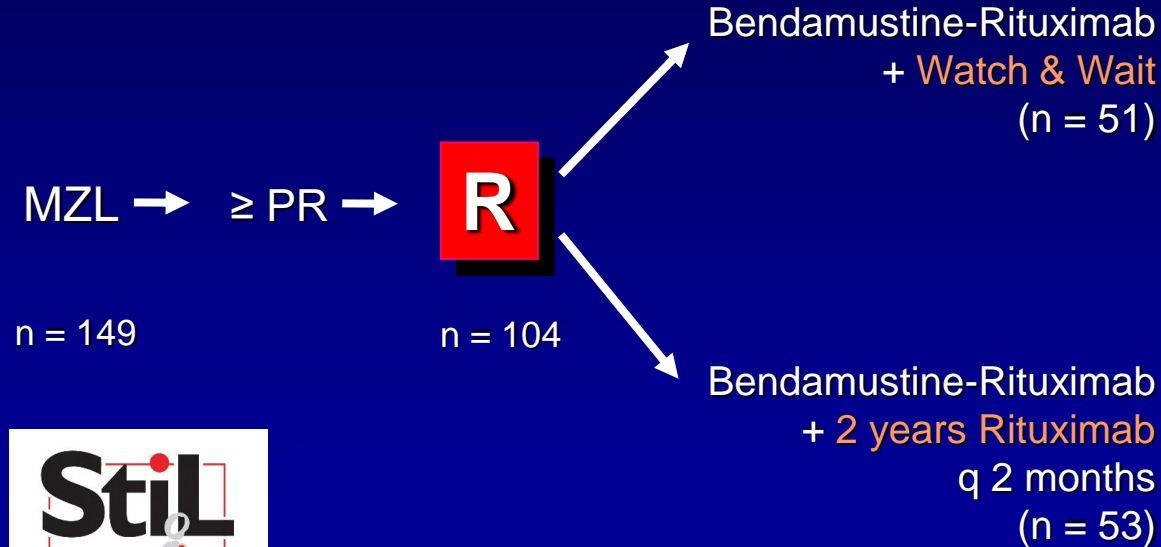 Bendamustine-Rituximab
+ Watch & Wait
(n = 51)
MZL ≥ PR R
n = 149 n = 104
Bendamustine-Rituximab
+ 2 years Rituximab
q 2 months
(n = 53)
StiL